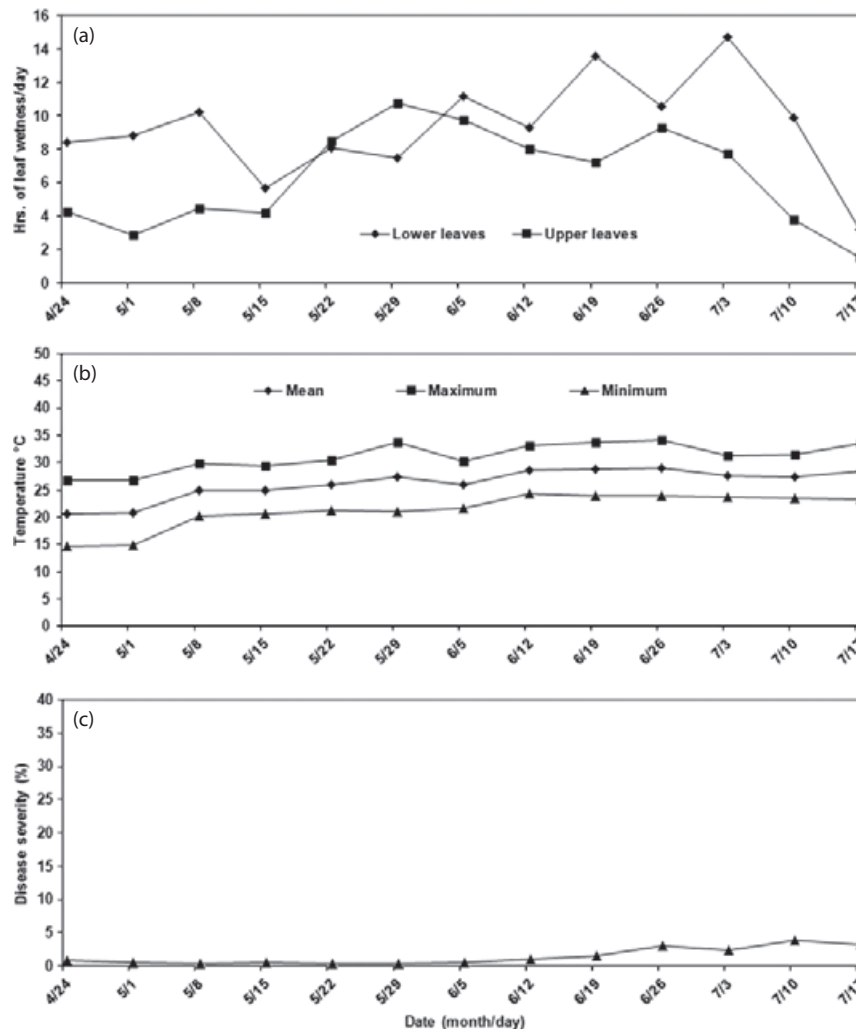 (a)
16
14
12
10
8
6
4
2
0
Hrs. of leaf wetness/day
Lower leaves Upper leaves
4/24 5/1 5/8 5/15 5/22 5/29 6/5 6/12 6/19 6/26 7/3 7/10 7/17
(b)
50
45
40
35
30
25
20
15
10
5
0
Temperature °C
Mean Maximum Minimum
4/24 5/1 5/8 5/15 5/22 5/29 6/5 6/12 6/19 6/26 7/3 7/10 7/17
(c)
40
35
30
25
20
15
10
5
0
Disease severity (%)
4/24 5/1 5/8 5/15 5/22 5/29 6/5 6/12 6/19 6/26 7/3 7/10 7/17
Date (month/day)